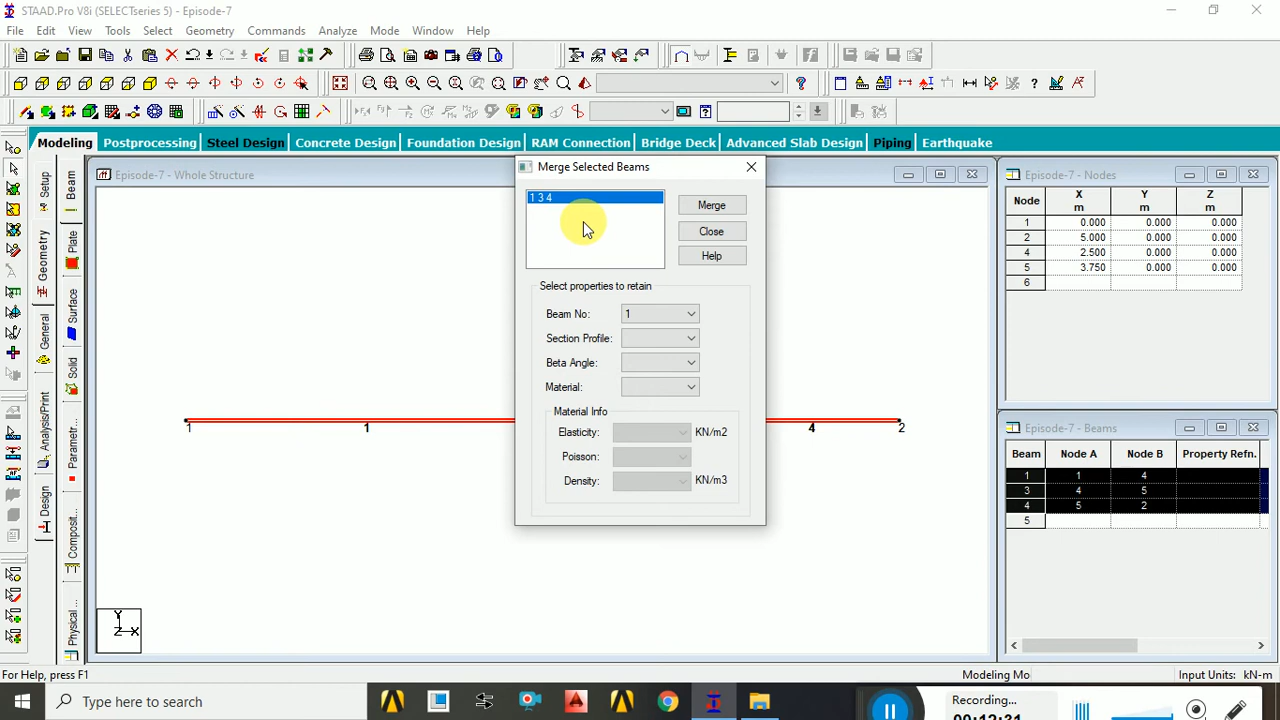 STAAD.Pro V8i (SELECTseries 5) - Episode-7
File Edit View Tools Select Geometry Commands Analyze Mode Window Help
Modeling Postprocessing Steel Design Concrete Design Foundation Design RAM Connection Bridge Deck Advanced Slab Design Piping Earthquake
Setup
Geometry
General
Analysis/Print
Design
Beam
Plate
Surface
Solid
Parametr...
Composit...
Physical...
Episode-7 - Whole Structure
1
1
4
2
Y
Z X
Merge Selected Beams
1 3 4
Merge
Close
Help
Select properties to retain
Beam No: 1
Section Profile:
Beta Angle:
Material:
Material Info
Elasticity: KN/m2
Poisson:
Density: KN/m3
Episode-7 - Nodes
Node X m Y m Z m
1 0.000 0.000 0.000
2 5.000 0.000 0.000
4 2.500 0.000 0.000
5 3.750 0.000 0.000
6
Episode-7 - Beams
Beam Node A Node B Property Refn.
1 1 4
3 4 5
4 5 2
5
For Help, press F1
Modeling Mo
Input Units: kN-m
Type here to search
Recording...
00:12:31